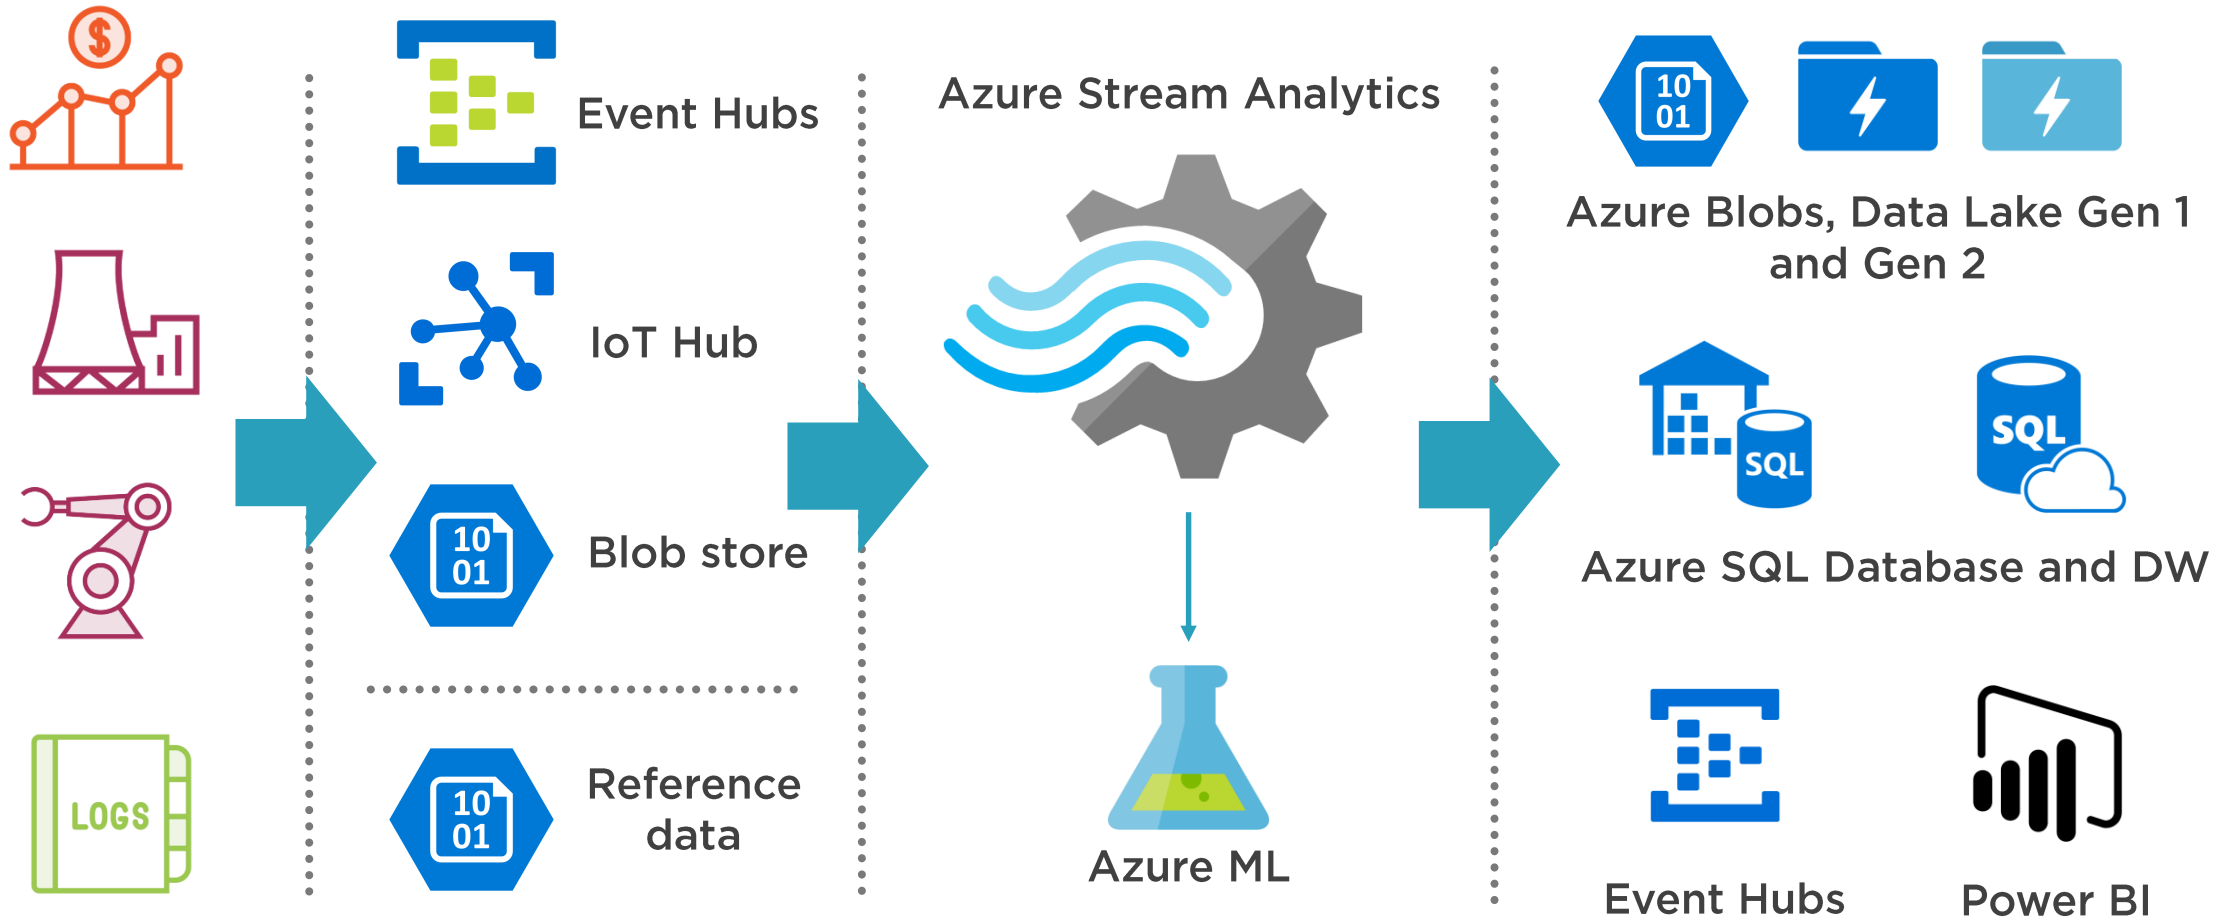 $
LOGS
Event Hubs
IoT Hub
10
01
Blob store
10
01
Reference
data
Azure Stream Analytics
Azure ML
10
01
Azure Blobs, Data Lake Gen 1
and Gen 2
SQL
SQL
Azure SQL Database and DW
Event Hubs
Power BI